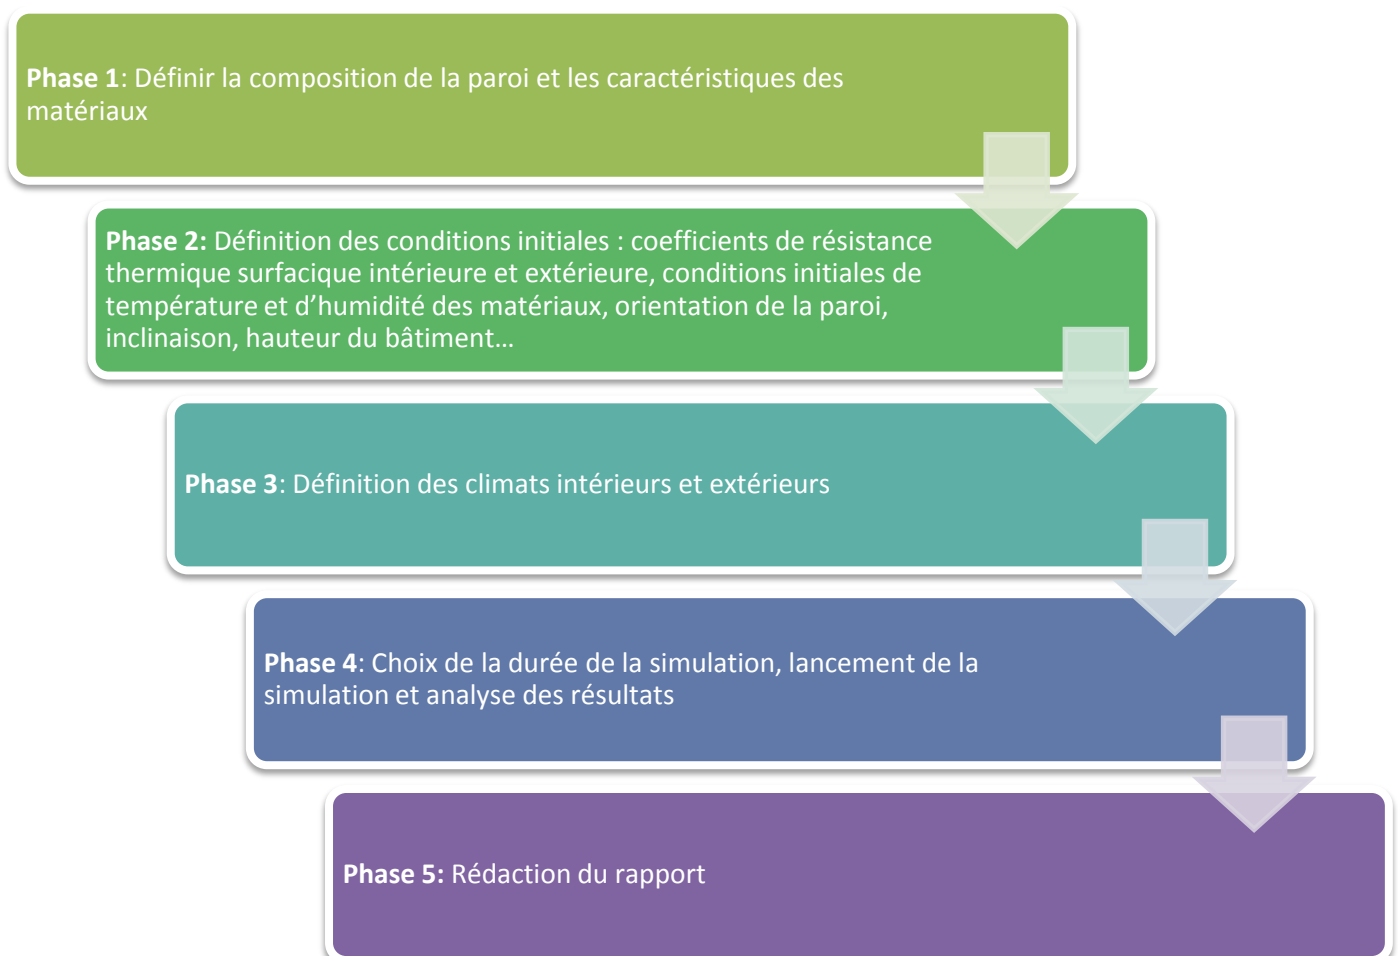 Phase 1: Définir la composition de la paroi et les caractéristiques des
matériaux
Phase 2: Définition des conditions initiales : coefficients de résistance
thermique surfacique intérieure et extérieure, conditions initiales de
température et d’humidité des matériaux, orientation de la paroi,
inclinaison, hauteur du bâtiment…
Phase 3: Définition des climats intérieurs et extérieurs
Phase 4: Choix de la durée de la simulation, lancement de la
simulation et analyse des résultats
Phase 5: Rédaction du rapport